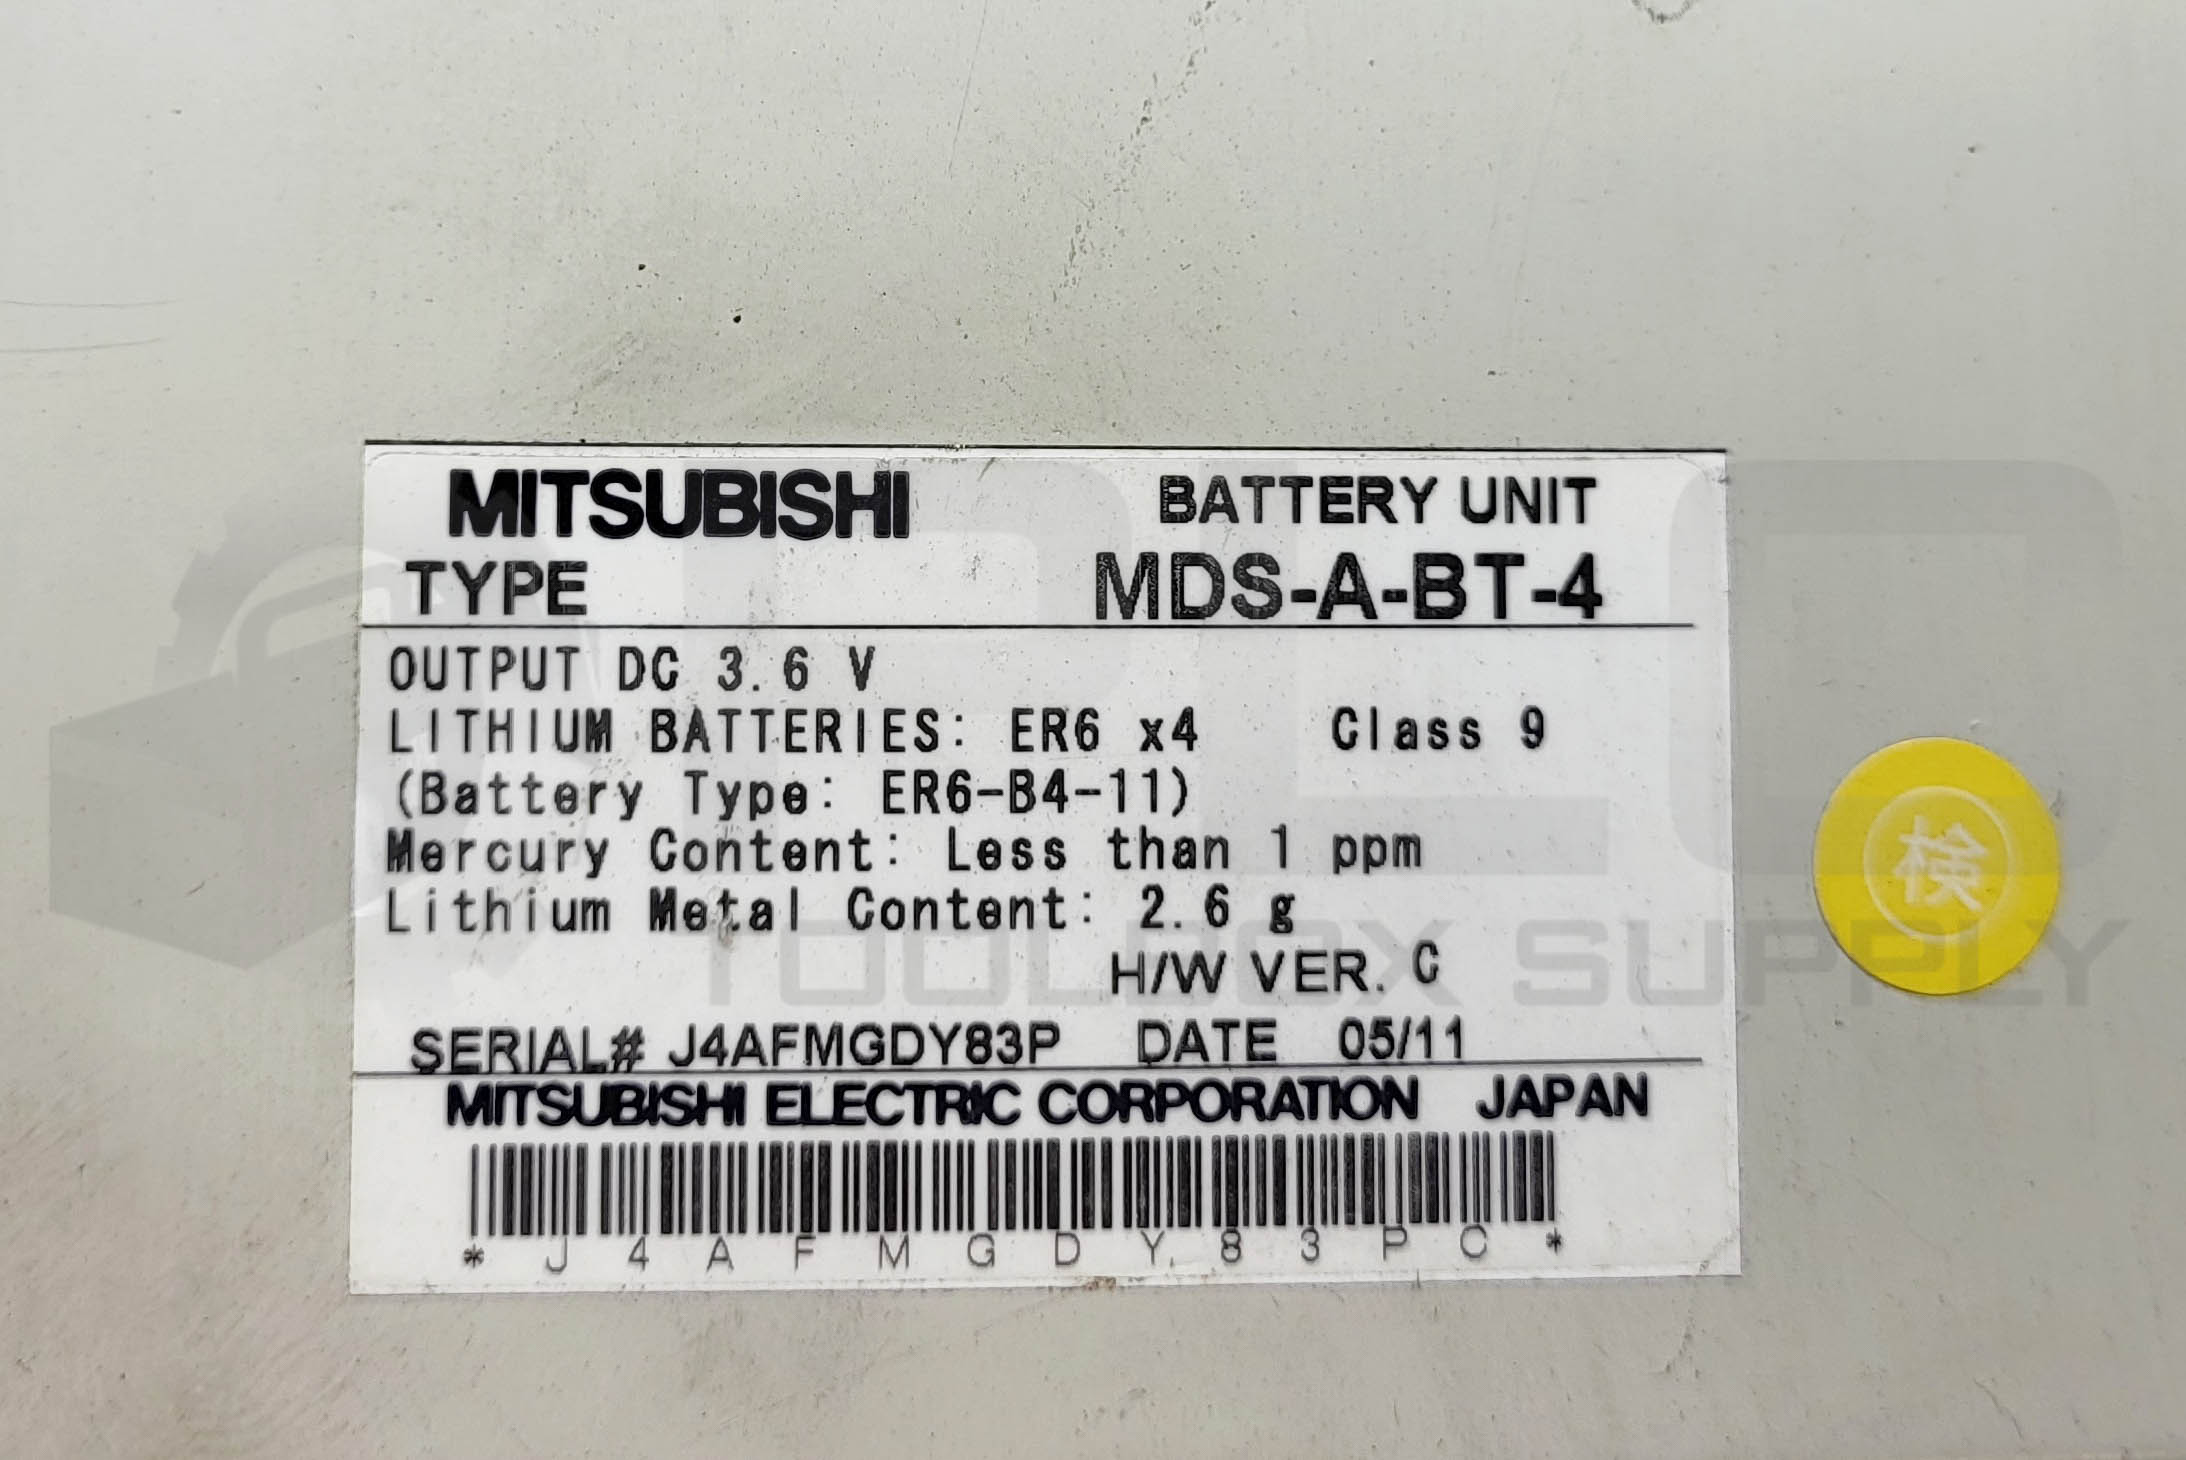 MITSUBISHI BATTERY UNIT
TYPE MDS-A-BT-4
OUTPUT DC 3.6 V
LITHIUM BATTERIES: ER6 x4 Class 9
(Battery Type: ER6-B4-11)
Mercury Content: Less than 1 ppm
Lithium Metal Content: 2.6 g
H/W VER. C
SERIAL# J4AFMGDY83P DATE 05/11
MITSUBISHI ELECTRIC CORPORATION JAPAN
*J4AFMGDY83PC*
検
TOOLBOX SUPPLY